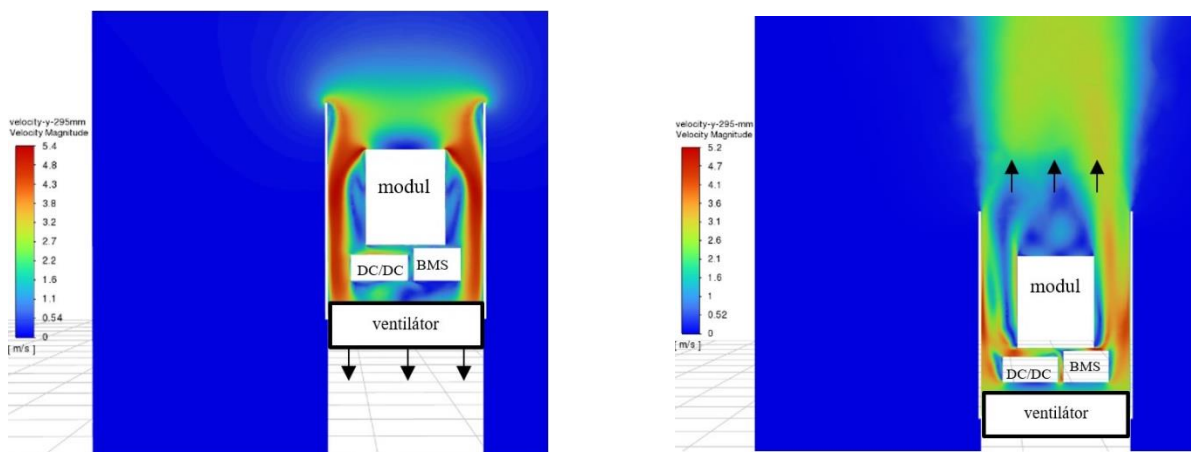 velocity-y-295mm
Velocity Magnitude
5.4
4.8
4.3
3.8
3.2
2.7
2.2
1.6
1.1
0.54
0
[ m/s ]
modul
DC/DC
BMS
ventilátor
velocity-y-295-mm
Velocity Magnitude
5.2
4.7
4.1
3.6
3.1
2.6
2.1
1.6
1
0.52
0
[ m/s ]
modul
DC/DC
BMS
ventilátor